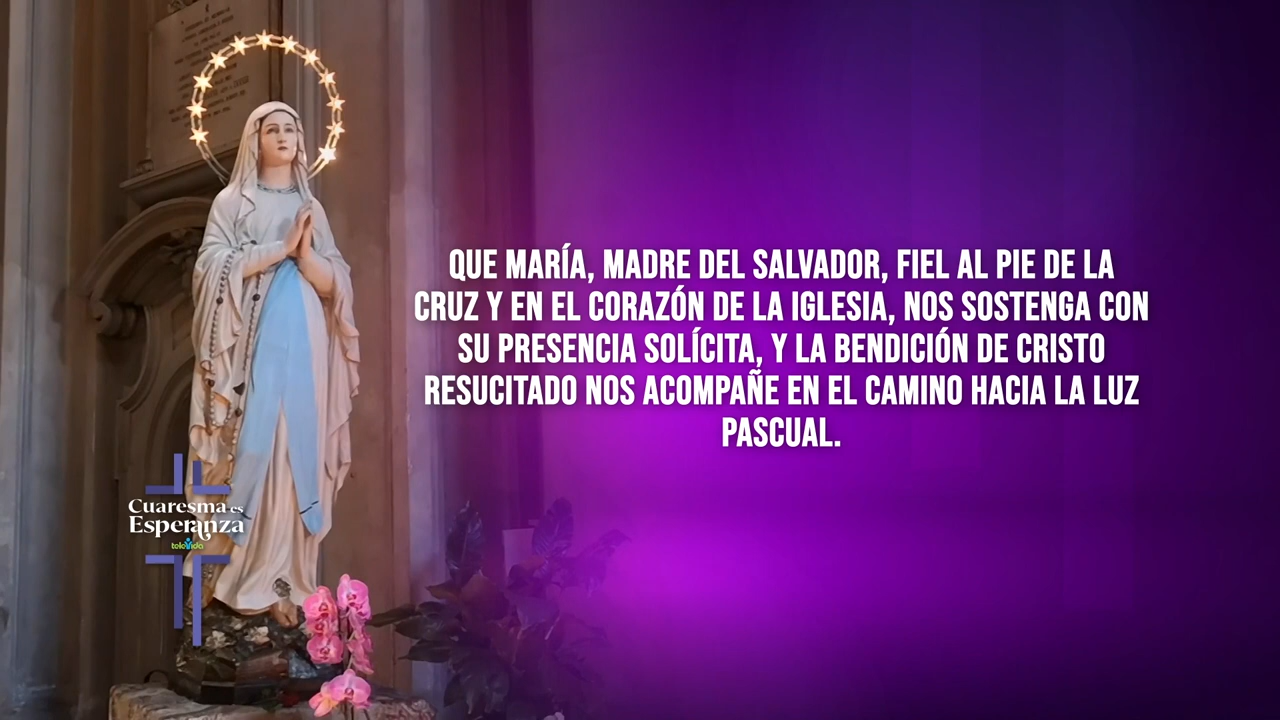 QUE MARÍA, MADRE DEL SALVADOR, FIEL AL PIE DE LA
CRUZ Y EN EL CORAZÓN DE LA IGLESIA, NOS SOSTENGA CON
SU PRESENCIA SOLÍCITA, Y LA BENDICIÓN DE CRISTO
RESUCITADO NOS ACOMPAÑE EN EL CAMINO HACIA LA LUZ
PASCUAL.
Cuaresma es
Esperanza
televida